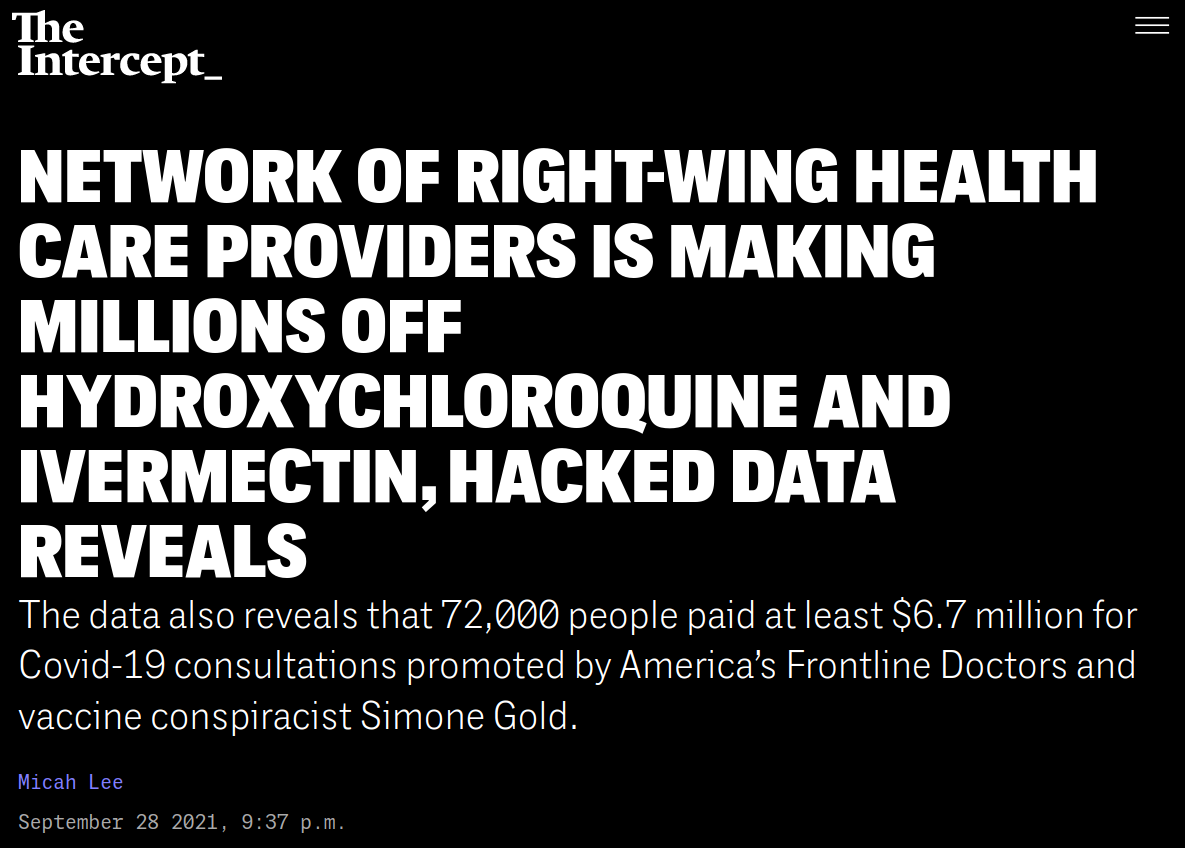 The
Intercept_
NETWORK OF RIGHT-WING HEALTH
CARE PROVIDERS IS MAKING
MILLIONS OFF
HYDROXYCHLOROQUINE AND
IVERMECTIN, HACKED DATA
REVEALS
The data also reveals that 72,000 people paid at least $6.7 million for
Covid-19 consultations promoted by America’s Frontline Doctors and
vaccine conspiracist Simone Gold.
Micah Lee
September 28 2021, 9:37 p.m.